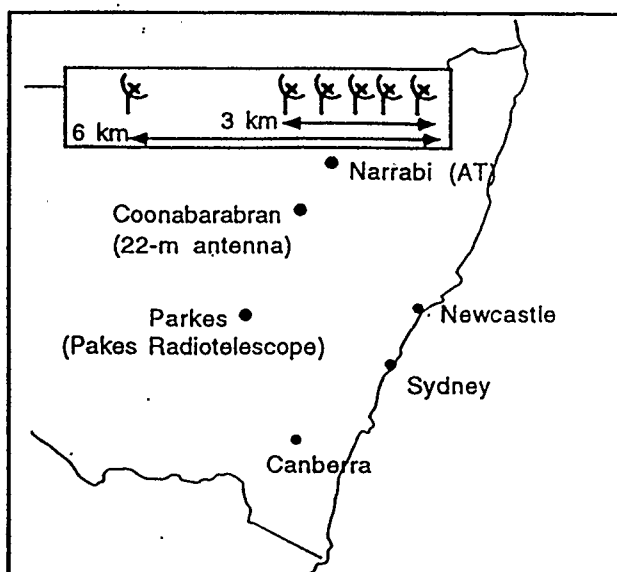 3 km
6 km
Narrabi (AT)
Coonabarabran
(22-m antenna)
Parkes
(Pakes Radiotelescope)
Newcastle
Sydney
Canberra